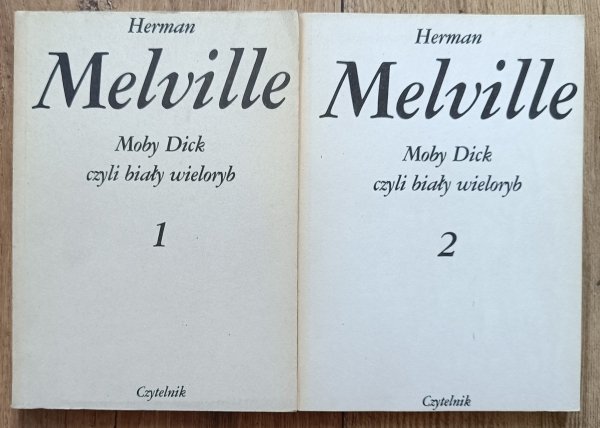 Herman
Melville
Moby Dick
czyli biały wieloryb
1
Czytelnik
Herman
Melville
Moby Dick
czyli biały wieloryb
2
Czytelnik